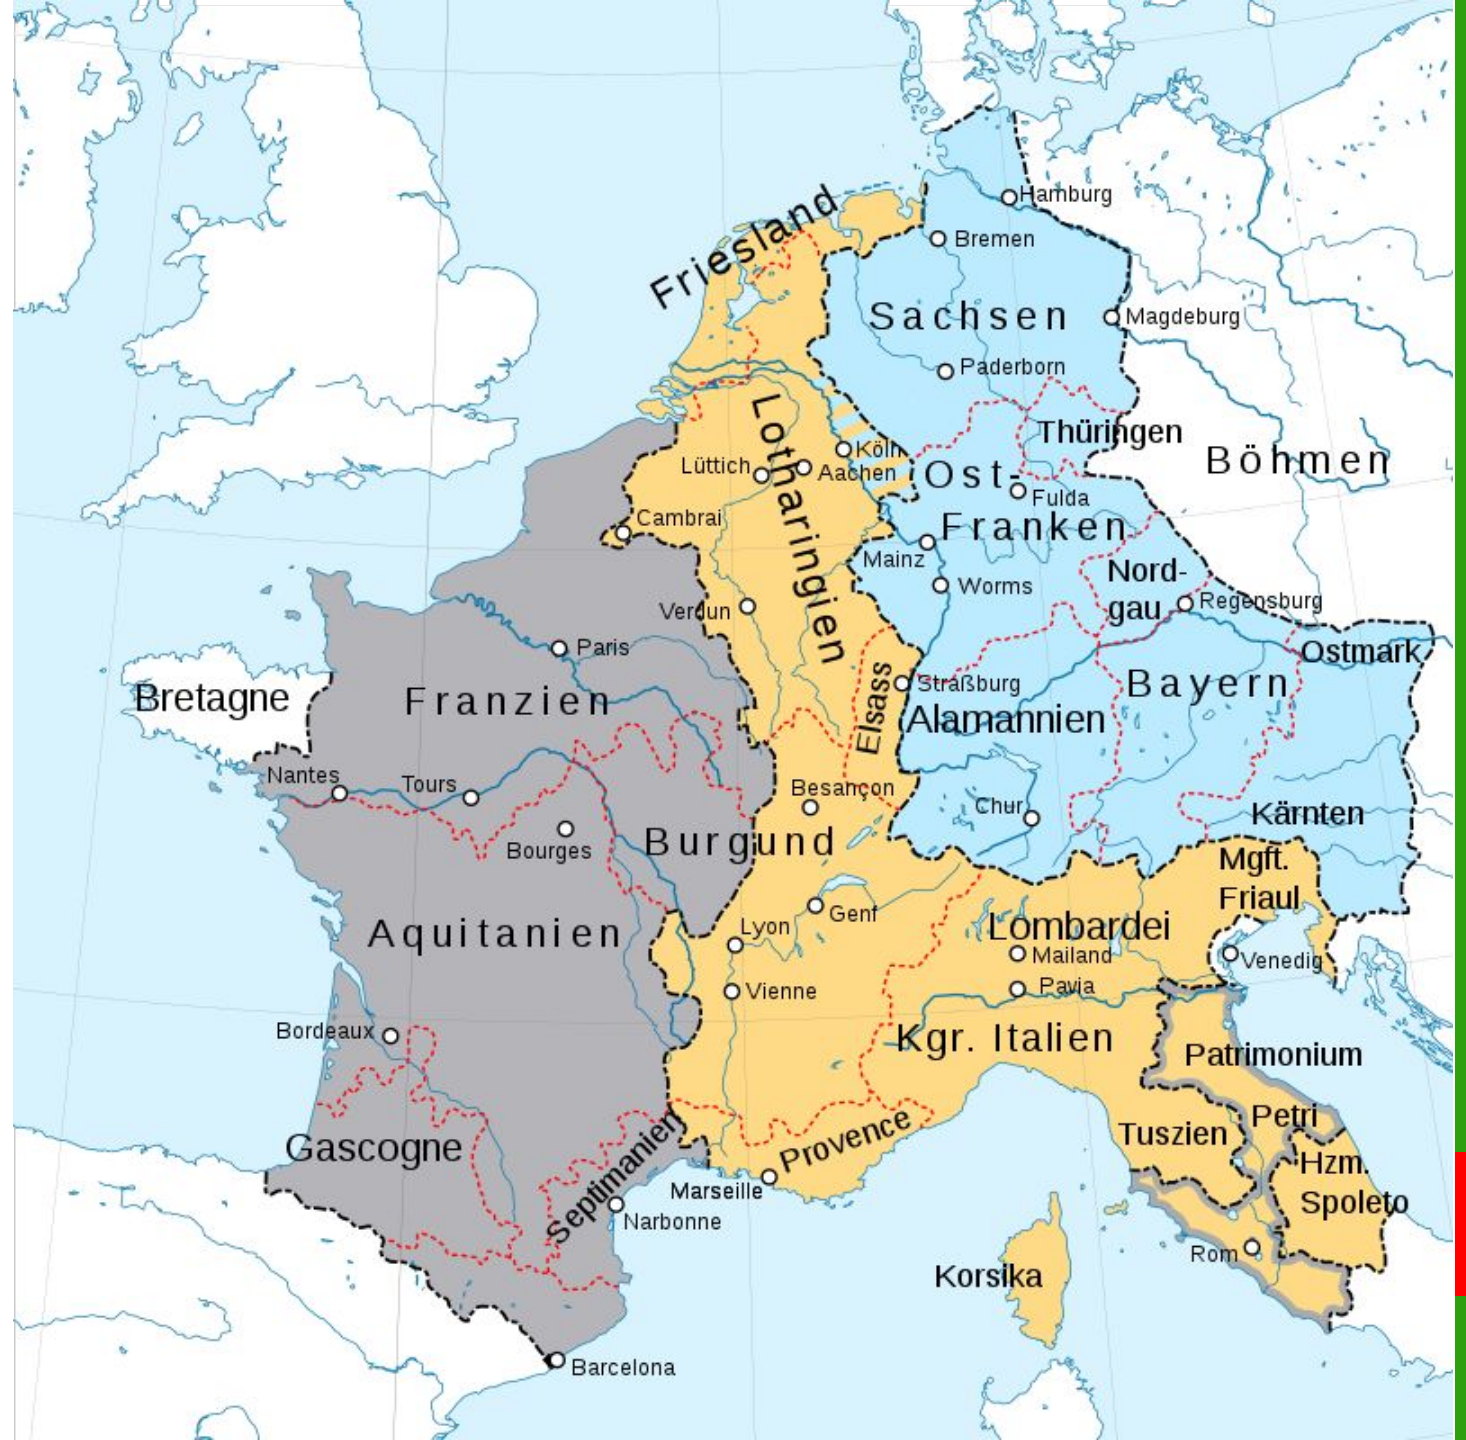 Hamburg
Friesland
Bremen
Sachsen
Magdeburg
Paderborn
Lotharingien
Thüringen
Köln
Böhmen
Lüttich
Aachen
Ost-
Fulda
Cambrai
Franken
Mainz
Nord-
gau
Worms
Regensburg
Verdun
Paris
Ostmark
Elsass
Straßburg
Bayern
Bretagne
Franzien
Alamannien
Nantes
Tours
Besançon
Chur
Kärnten
Bourges
Burgund
Mgft.
Friaul
Genf
Lyon
Lombardei
Aquitanien
Mailand
Venedig
Vienne
Pavia
Bordeaux
Kgr. Italien
Patrimonium
Petri
Gascogne
Septimanien
Provence
Tuszien
Hzm.
Spoleto
Marseille
Narbonne
Rom
Korsika
Barcelona